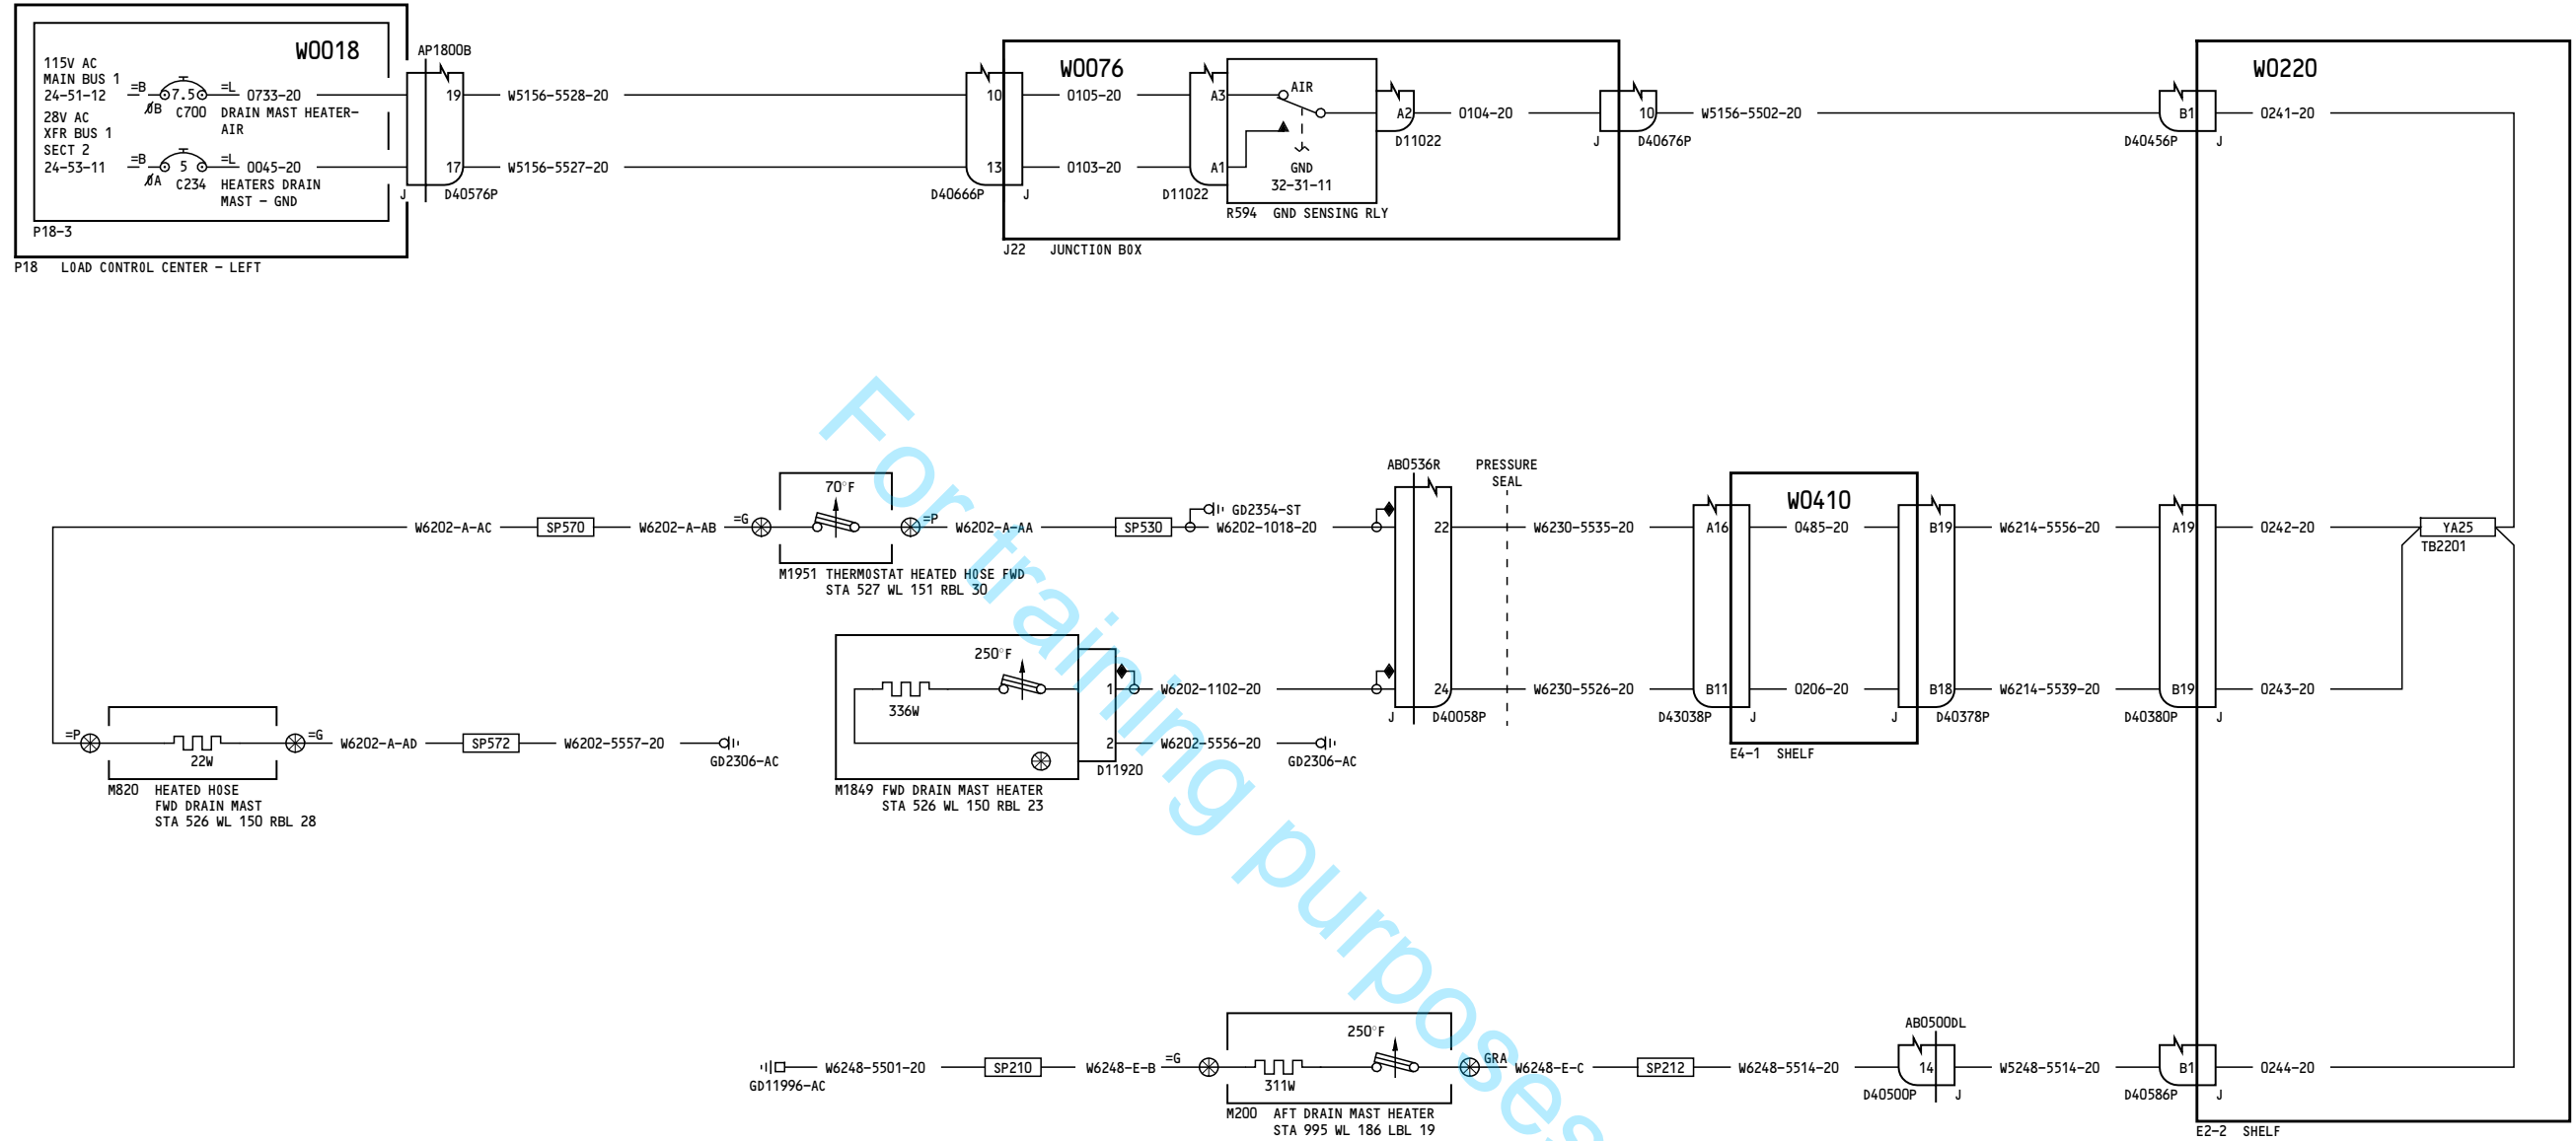 W0018
AP1800B
115V AC
MAIN BUS 1
24-51-12
=B
7.5
=L
0733-20
ØB
C700
DRAIN MAST HEATER-
AIR
28V AC
XFR BUS 1
SECT 2
24-53-11
=B
5
=L
0045-20
ØA
C234
HEATERS DRAIN
MAST - GND
P18-3
P18 LOAD CONTROL CENTER - LEFT
19
17
J
D40576P
W5156-5528-20
W5156-5527-20
10
13
D40666P
J
W0076
0105-20
0103-20
A3
A1
D11022
AIR
GND
32-31-11
R594 GND SENSING RLY
A2
D11022
0104-20
J22 JUNCTION BOX
10
J
D40676P
W5156-5502-20
B1
D40456P
J
W0220
0241-20
W6202-A-AC
SP570
W6202-A-AB
=G
70°F
=P
W6202-A-AA
SP530
GD2354-ST
W6202-1018-20
M1951 THERMOSTAT HEATED HOSE FWD
STA 527 WL 151 RBL 30
AB0536R
PRESSURE
SEAL
22
24
J
D40058P
W6230-5535-20
W6230-5526-20
A16
B11
D43038P
J
W0410
0485-20
0206-20
B19
B18
J
D40378P
E4-1 SHELF
W6214-5556-20
W6214-5539-20
A19
B19
D40380P
J
0242-20
0243-20
YA25
TB2201
=P
22W
=G
W6202-A-AD
SP572
W6202-5557-20
GD2306-AC
M820 HEATED HOSE
FWD DRAIN MAST
STA 526 WL 150 RBL 28
250°F
336W
1
2
D11920
W6202-1102-20
W6202-5556-20
GD2306-AC
M1849 FWD DRAIN MAST HEATER
STA 526 WL 150 RBL 23
GD11996-AC
W6248-5501-20
SP210
W6248-E-B
=G
311W
250°F
GRA
W6248-E-C
SP212
W6248-5514-20
M200 AFT DRAIN MAST HEATER
STA 995 WL 186 LBL 19
AB0500DL
14
D40500P
J
W5248-5514-20
B1
D40586P
J
0244-20
E2-2 SHELF
For training purposes